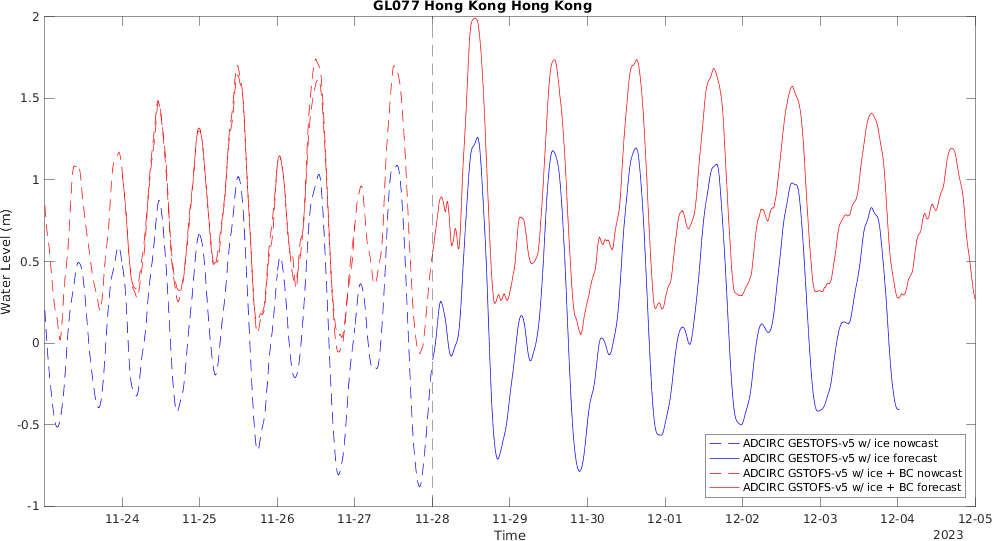 GL077 Hong Kong Hong Kong
Water Level (m)
2
1.5
1
0.5
0
-0.5
-1
11-24
11-25
11-26
11-27
11-28
11-29
11-30
12-01
12-02
12-03
12-04
12-05
Time
2023
ADCIRC GESTOFS-v5 w/ ice nowcast
ADCIRC GESTOFS-v5 w/ ice forecast
ADCIRC GSTOFS-v5 w/ ice + BC nowcast
ADCIRC GSTOFS-v5 w/ ice + BC forecast